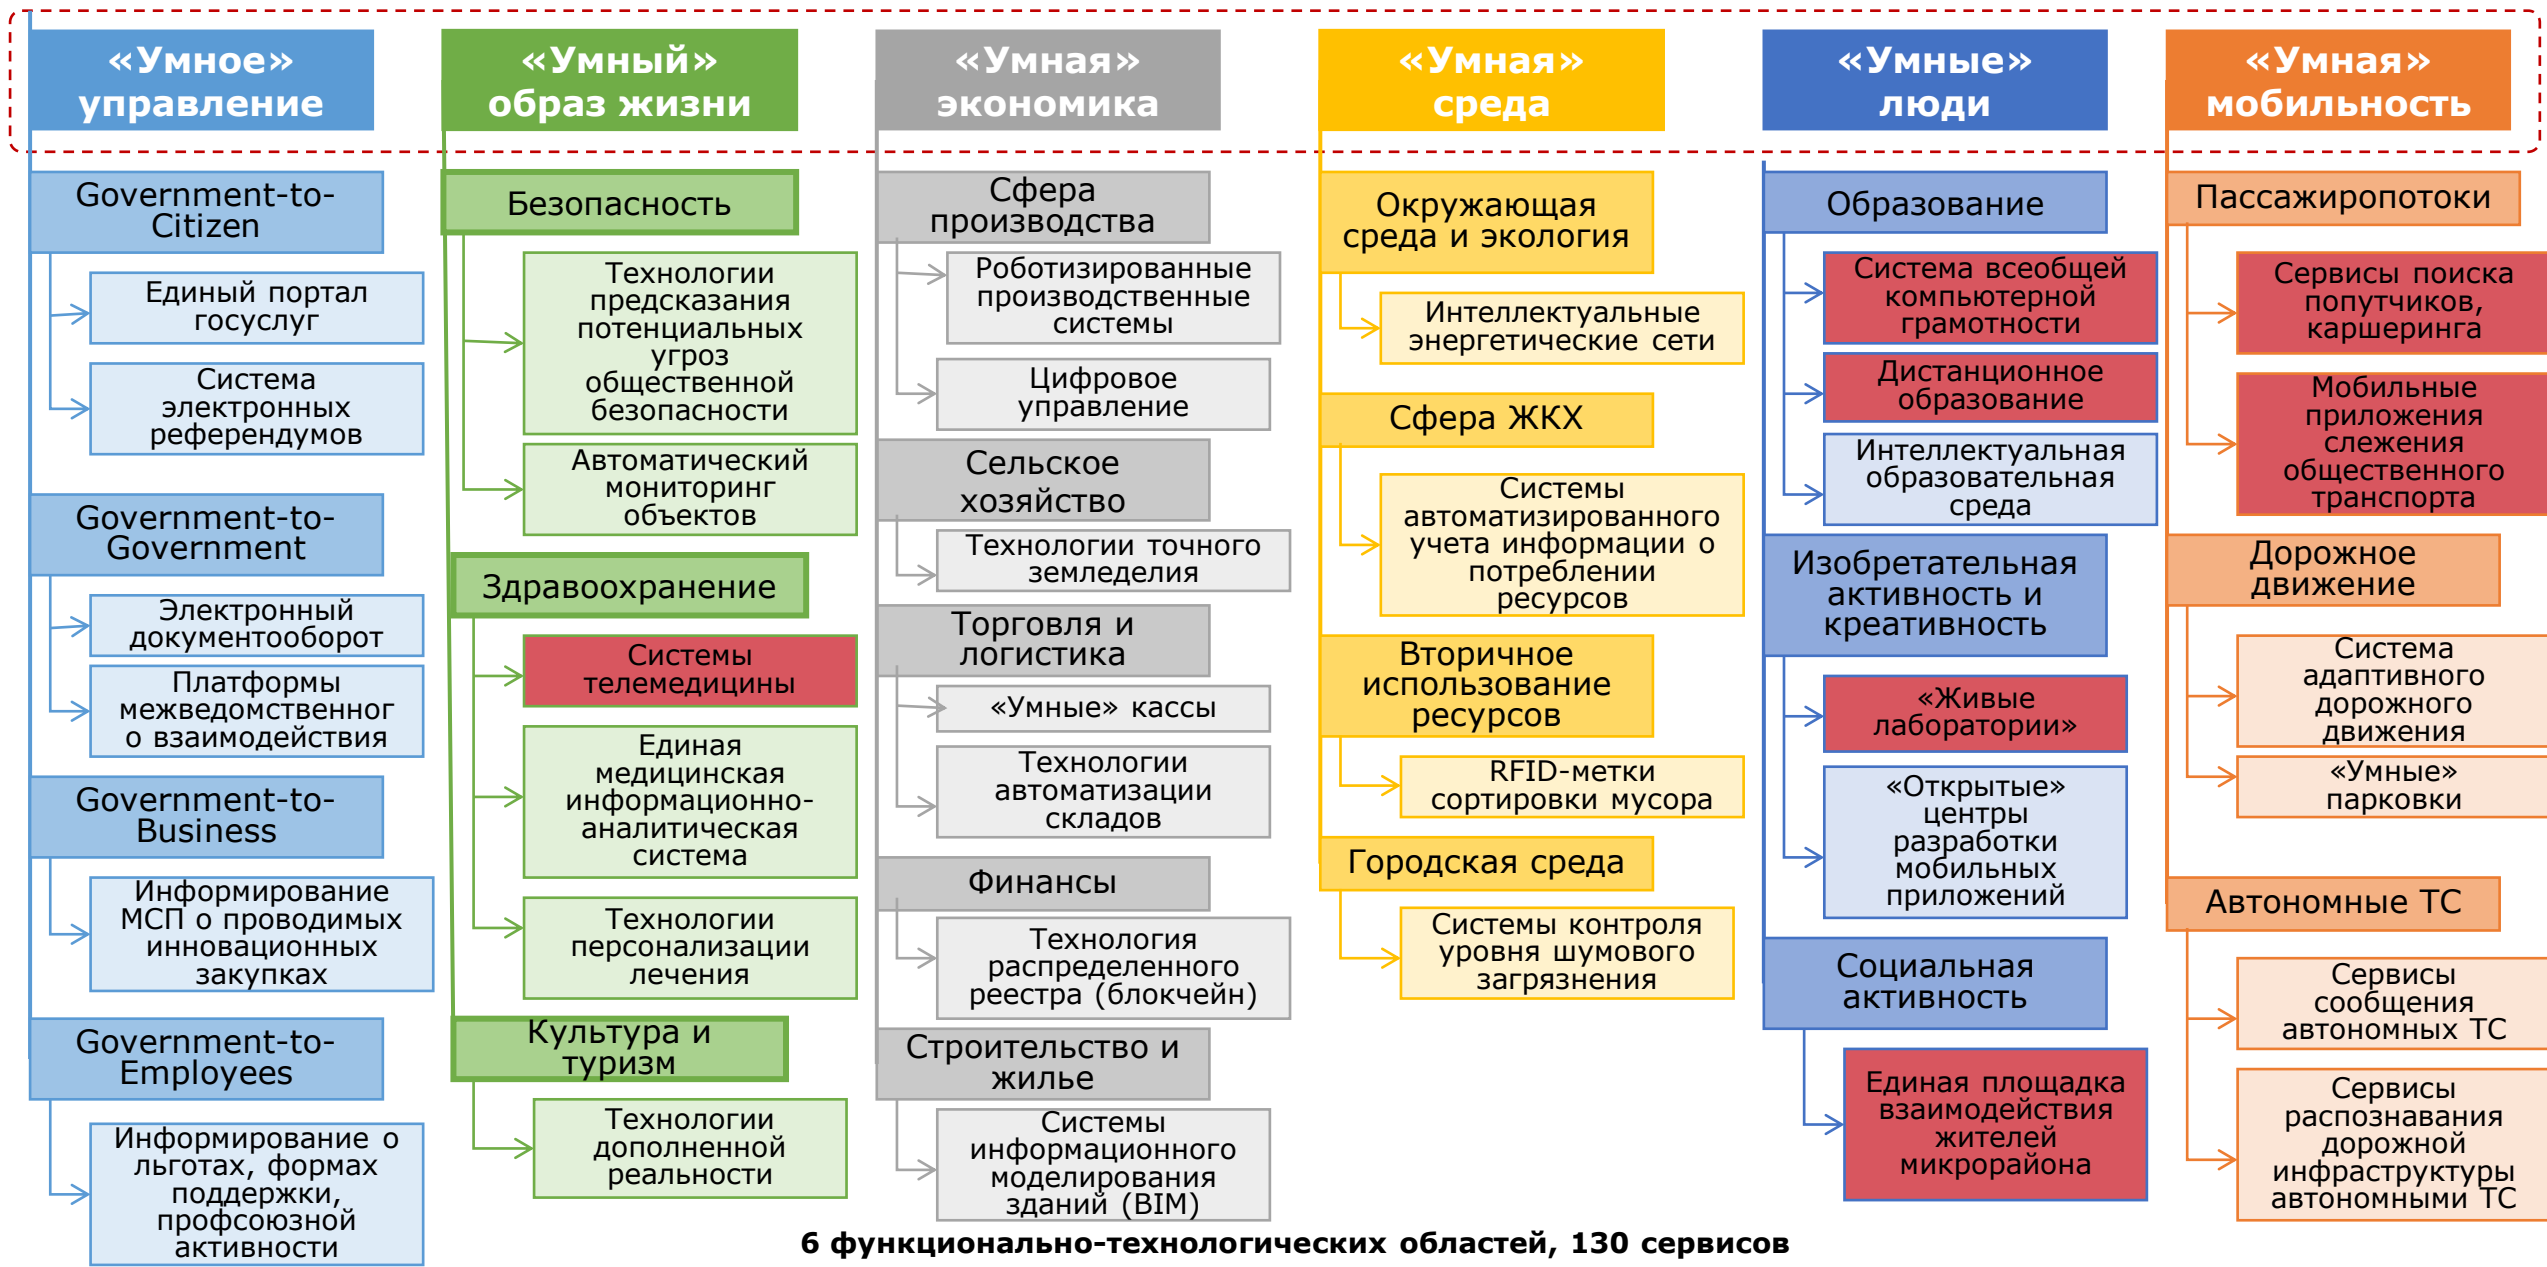 «Умное»
управление
Government-to-
Citizen
Единый портал
госуслуг
Система
электронных
референдумов
Government-to-
Government
Электронный
документооборот
Платформы
межведомственног
о взаимодействия
Government-to-
Business
Информирование
МСП о проводимых
инновационных
закупках
Government-to-
Employees
Информирование о
льготах, формах
поддержки,
профсоюзной
активности
«Умный»
образ жизни
Безопасность
Технологии
предсказания
потенциальных
угроз
общественной
безопасности
Автоматический
мониторинг
объектов
Здравоохранение
Системы
телемедицины
Единая
медицинская
информационно-
аналитическая
система
Технологии
персонализации
лечения
Культура и
туризм
Технологии
дополненной
реальности
«Умная»
экономика
Сфера
производства
Роботизированные
производственные
системы
Цифровое
управление
Сельское
хозяйство
Технологии точного
земледелия
Торговля и
логистика
«Умные» кассы
Технологии
автоматизации
складов
Финансы
Технология
распределенного
реестра (блокчейн)
Строительство и
жилье
Системы
информационного
моделирования
зданий (BIM)
«Умная»
среда
Окружающая
среда и экология
Интеллектуальные
энергетические сети
Сфера ЖКХ
Системы
автоматизированного
учета информации о
потреблении
ресурсов
Вторичное
использование
ресурсов
RFID-метки
сортировки мусора
Городская среда
Системы контроля
уровня шумового
загрязнения
«Умные»
люди
Образование
Система всеобщей
компьютерной
грамотности
Дистанционное
образование
Интеллектуальная
образовательная
среда
Изобретательная
активность и
креативность
«Живые
лаборатории»
«Открытые»
центры
разработки
мобильных
приложений
Социальная
активность
Единая площадка
взаимодействия
жителей
микрорайона
«Умная»
мобильность
Пассажиропотоки
Сервисы поиска
попутчиков,
каршеринга
Мобильные
приложения
слежения
общественного
транспорта
Дорожное
движение
Система
адаптивного
дорожного
движения
«Умные»
парковки
Автономные ТС
Сервисы
сообщения
автономных ТС
Сервисы
распознавания
дорожной
инфраструктуры
автономными ТС
6 функционально-технологических областей, 130 сервисов